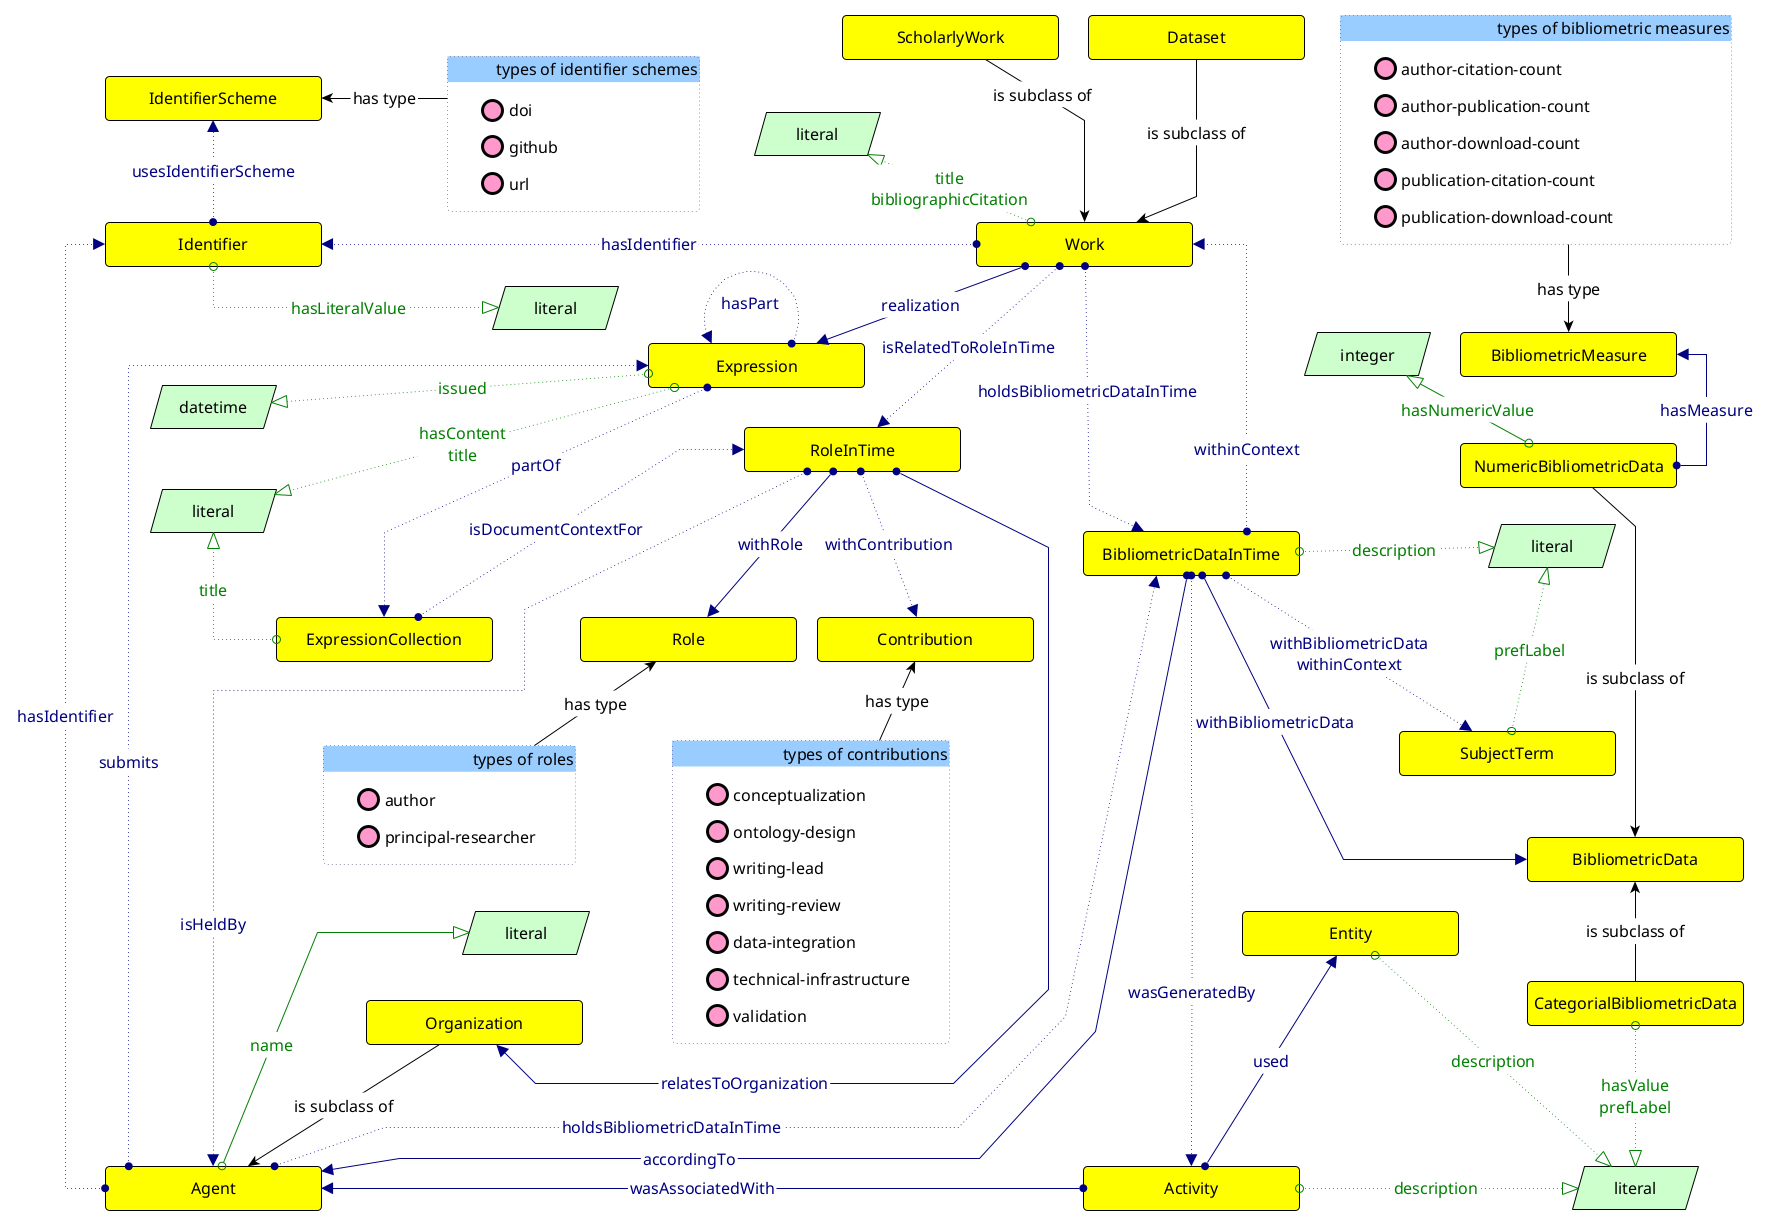 ScholarlyWork
Dataset
types of bibliometric measures
author-citation-count
author-publication-count
author-download-count
publication-citation-count
publication-download-count
types of identifier schemes
doi
github
url
IdentifierScheme
has type
is subclass of
literal
is subclass of
usesIdentifierScheme
title
bibliographicCitation
Identifier
hasIdentifier
Work
hasLiteralValue
literal
hasPart
realization
has type
isRelatedToRoleInTime
integer
BibliometricMeasure
Expression
issued
datetime
holdsBibliometricDataInTime
hasNumericValue
hasMeasure
hasContent
title
RoleInTime
withinContext
partOf
NumericBibliometricData
literal
isDocumentContextFor
withRole
withContribution
BibliometricDataInTime
description
literal
title
ExpressionCollection
Role
Contribution
withBibliometricData
withinContext
prefLabel
is subclass of
has type
has type
hasIdentifier
withBibliometricData
submits
types of roles
author
principal-researcher
types of contributions
conceptualization
ontology-design
writing-lead
writing-review
data-integration
technical-infrastructure
validation
SubjectTerm
BibliometricData
isHeldBy
literal
Entity
is subclass of
wasGeneratedBy
CategorialBibliometricData
Organization
name
used
description
relatesToOrganization
hasValue
prefLabel
is subclass of
holdsBibliometricDataInTime
accordingTo
Agent
wasAssociatedWith
Activity
description
literal